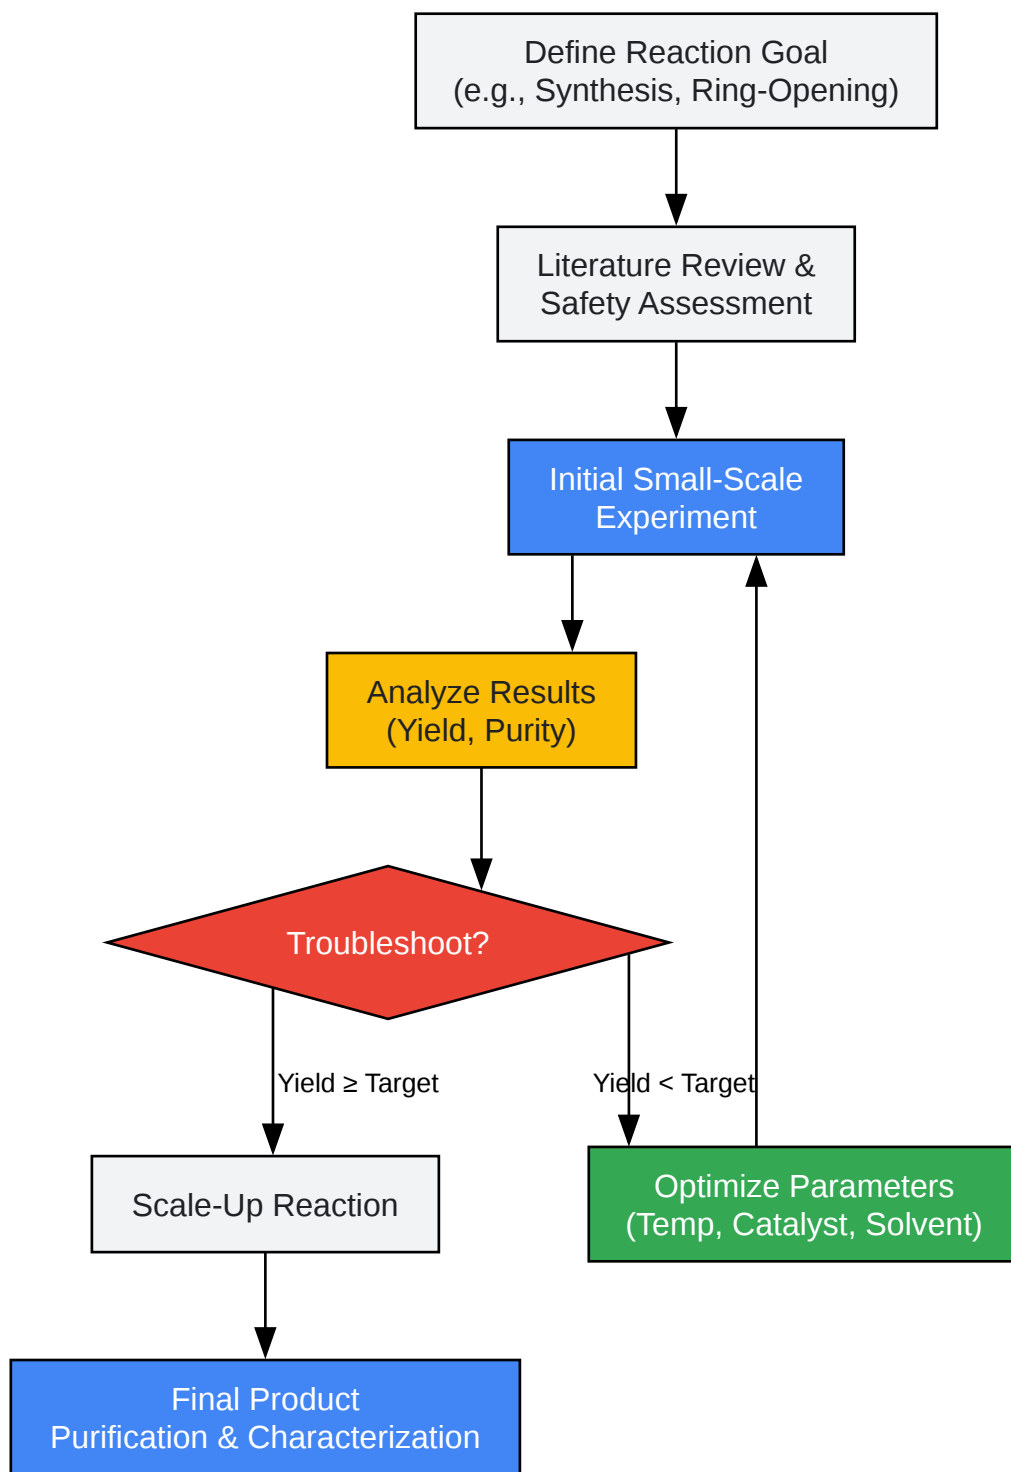 Define Reaction Goal
(e.g., Synthesis, Ring-Opening)
Literature Review &
Safety Assessment
Initial Small-Scale
Experiment
Analyze Results
(Yield, Purity)
Troubleshoot?
Yield ≥ Target
Yield < Target
Scale-Up Reaction
Optimize Parameters
(Temp, Catalyst, Solvent)
Final Product
Purification & Characterization